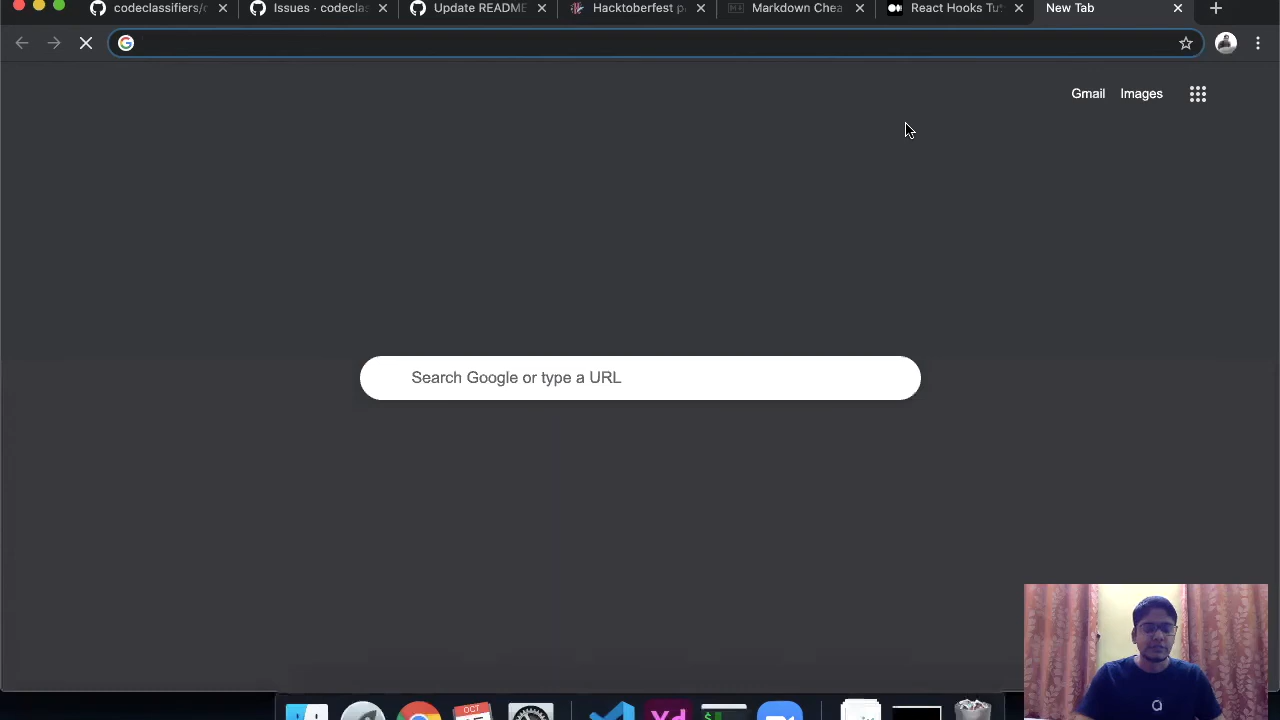 codeclassifiers/
Issues · codeclas
Update README
Hacktoberfest p
Markdown Chea
React Hooks Tu
New Tab
Gmail
Images
Search Google or type a URL
OCT
Xd
$
a